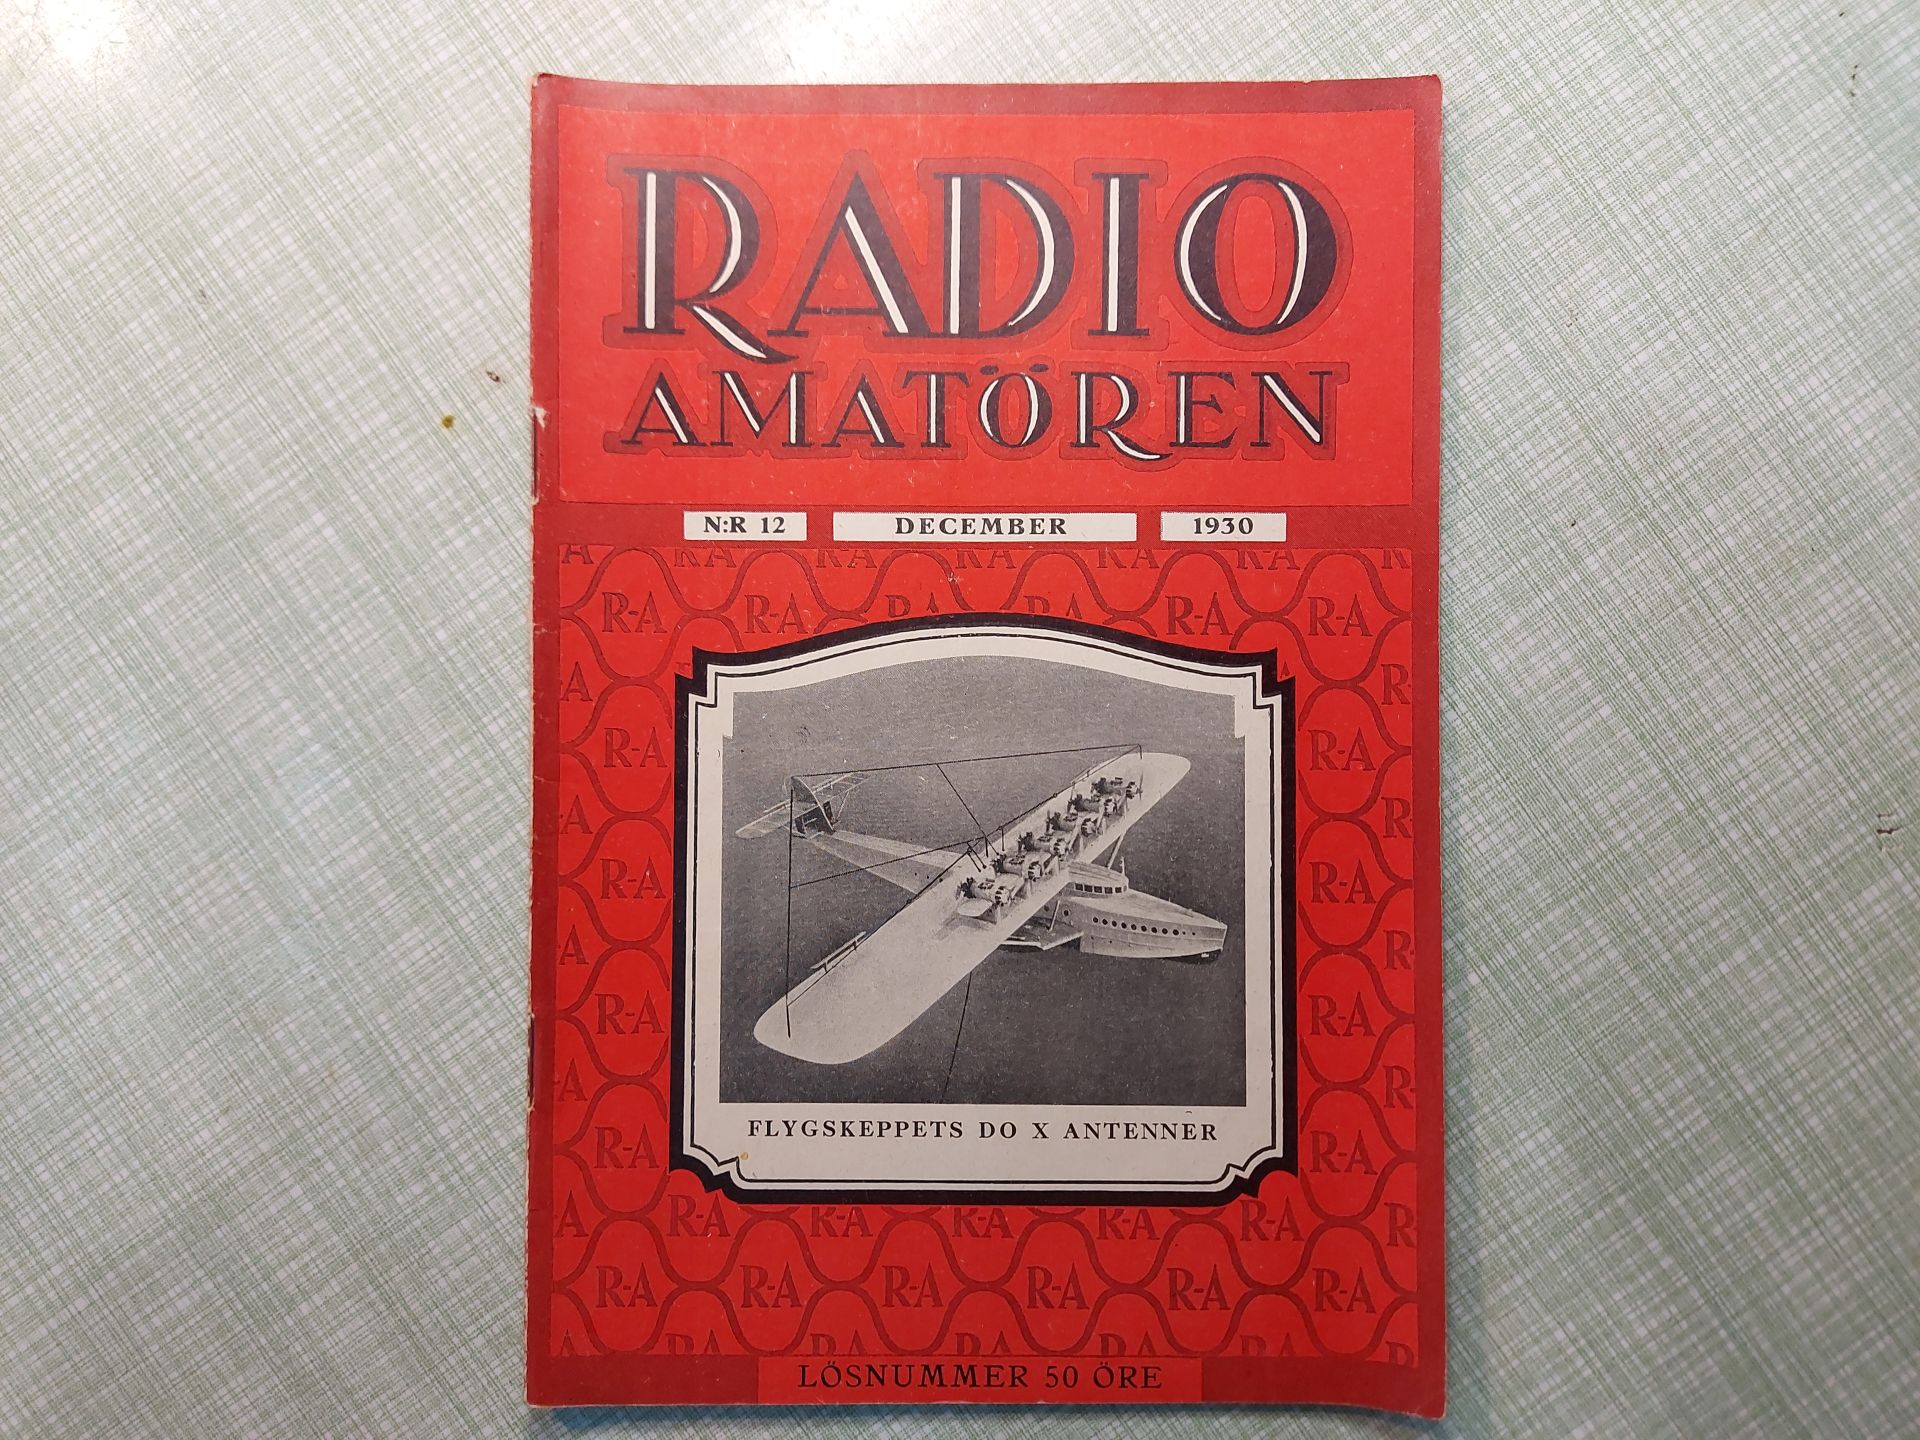 RADIO
AMATÖREN
N:R 12 DECEMBER 1930
FLYGSKEPPETS DO X ANTENNER
LÖSNUMMER 50 ÖRE
R-A R-A R-A R-A R-A R-A
R-A R-A
R-A R-A
R-A R-A
R-A R-A
R-A R-A R-A R-A R-A
R-A R-A R-A R-A R-A R-A